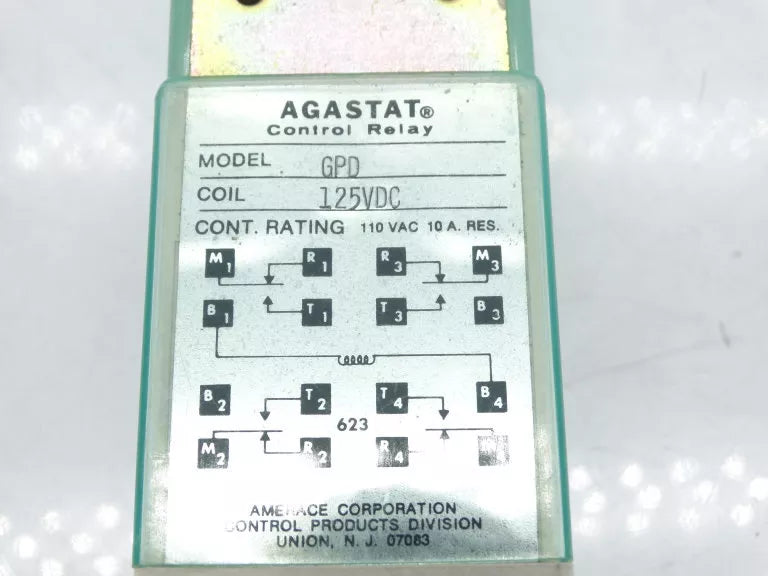 AGASTAT®
Control Relay
MODEL GPD
COIL 125VDC
CONT. RATING 110 VAC 10 A. RES.
M1 R1 R3 M3
B1 T1 T3 B3
B2 T2 T4 B4
623
M2 R2 R4
AMERACE CORPORATION
CONTROL PRODUCTS DIVISION
UNION, N. J. 07083